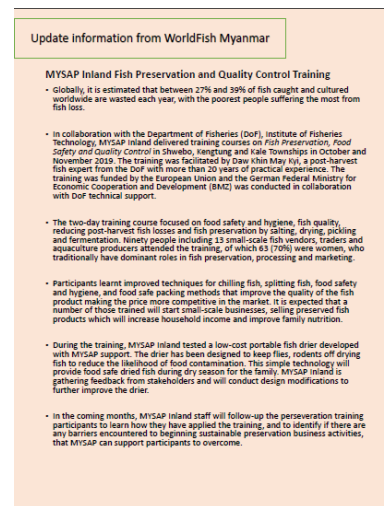 Update information from WorldFish Myanmar
MYSAP Inland Fish Preservation and Quality Control Training
- Globally, it is estimated that between 27% and 39% of fish caught and cultured
worldwide are wasted each year, with the poorest people suffering the most from
fish loss.
- In collaboration with the Department of Fisheries (DoF), Institute of Fisheries
Technology, MYSAP Inland delivered training courses on Fish Preservation, Food
Safety and Quality Control in Shwebo, Kengtung and Kale Townships in October and
November 2019. The training was facilitated by Daw Khin May Kyi, a post-harvest
fish expert from the DoF with more than 20 years of practical experience. The
training was funded by the European Union and the German Federal Ministry for
Economic Cooperation and Development (BMZ) was conducted in collaboration
with DoF technical support.
- The two-day training course focused on food safety and hygiene, fish quality,
reducing post-harvest fish losses and fish preservation by salting, drying, pickling
and fermentation. Ninety people including 13 small-scale fish vendors, traders and
aquaculture producers attended the training, of which 63 (70%) were women, who
traditionally have dominant roles in fish preservation, processing and marketing.
- Participants learnt improved techniques for chilling fish, splitting fish, food safety
and hygiene, and food safe packing methods that improve the quality of the fish
product making the price more competitive in the market. It is expected that a
number of those trained will start small-scale businesses, selling preserved fish
products which will increase household income and improve family nutrition.
- During the training, MYSAP Inland tested a low-cost portable fish drier developed
with MYSAP support. The drier has been designed to keep flies, rodents off drying
fish to reduce the likelihood of food contamination. This simple technology will
provide food safe dried fish during dry season for the family. MYSAP Inland is
gathering feedback from stakeholders and will conduct design modifications to
further improve the drier.
- In the coming months, MYSAP Inland staff will follow-up the perseveration training
participants to learn how they have applied the training, and to identify if there are
any barriers encountered to beginning sustainable preservation business activities,
that MYSAP can support participants to overcome.